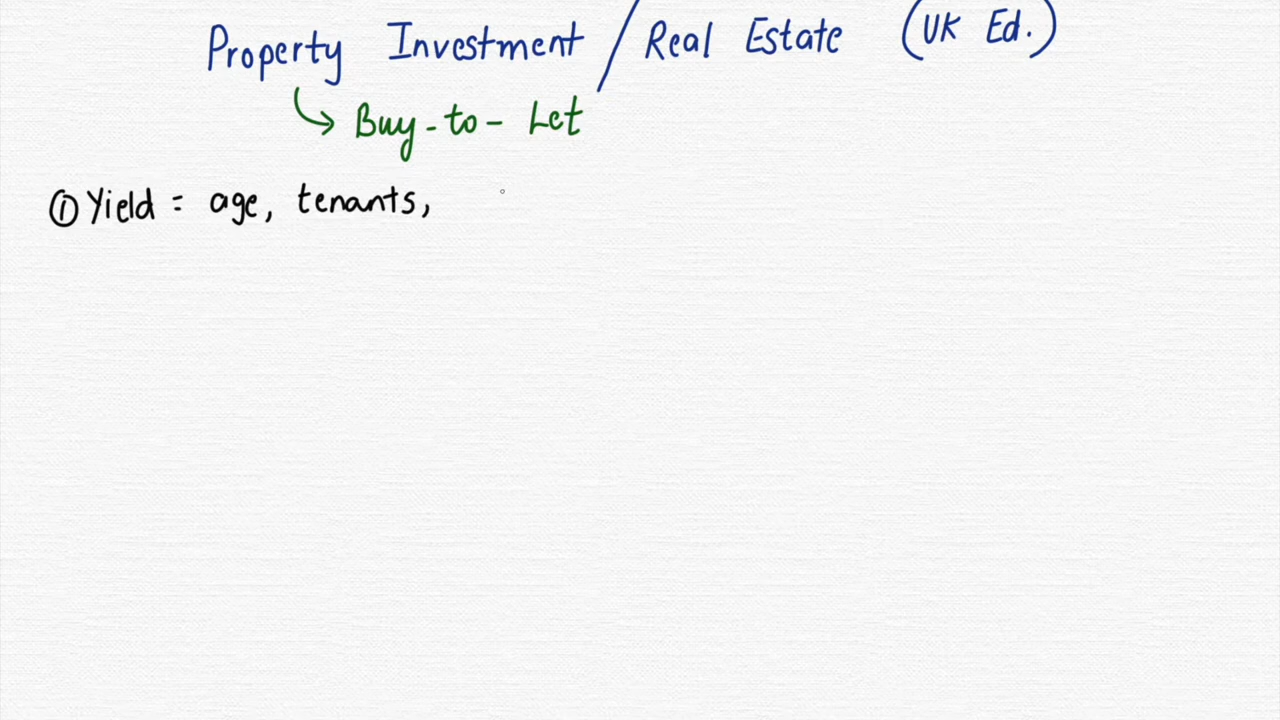 Property Investment / Real Estate (UK Ed.)
↳ Buy-to-Let
① Yield = age, tenants,